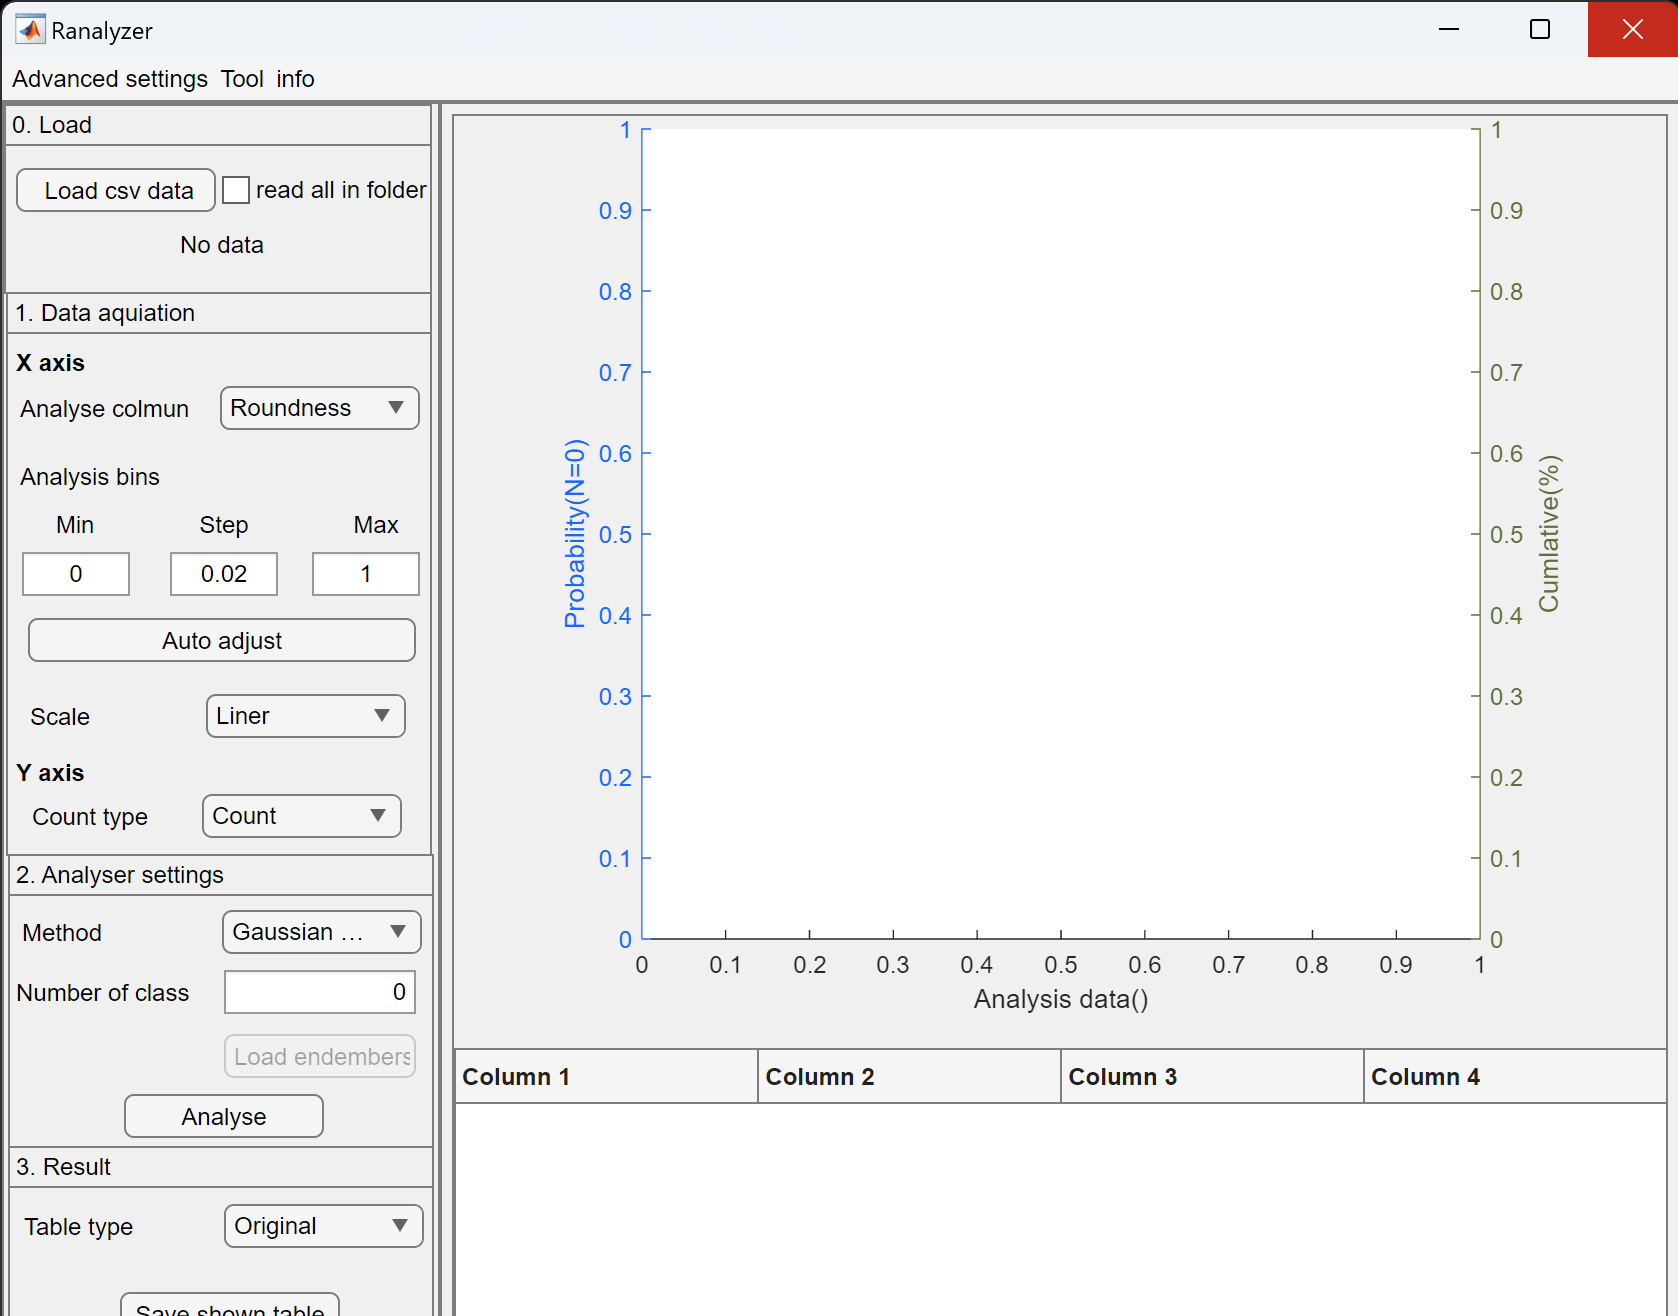 Ranalyzer
Advanced settings Tool info
0. Load
Load csv data read all in folder
No data
1. Data aquiation
X axis
Analyse colmun Roundness
Analysis bins
Min Step Max
0 0.02 1
Auto adjust
Scale Liner
Y axis
Count type Count
2. Analyser settings
Method Gaussian ...
Number of class 0
Load endembers
Analyse
3. Result
Table type Original
Save shown table
Probability(N=0)
1
0.9
0.8
0.7
0.6
0.5
0.4
0.3
0.2
0.1
0
0 0.1 0.2 0.3 0.4 0.5 0.6 0.7 0.8 0.9 1
Analysis data()
1
0.9
0.8
0.7
0.6
0.5
0.4
0.3
0.2
0.1
0
Cumlative(%)
Column 1 Column 2 Column 3 Column 4